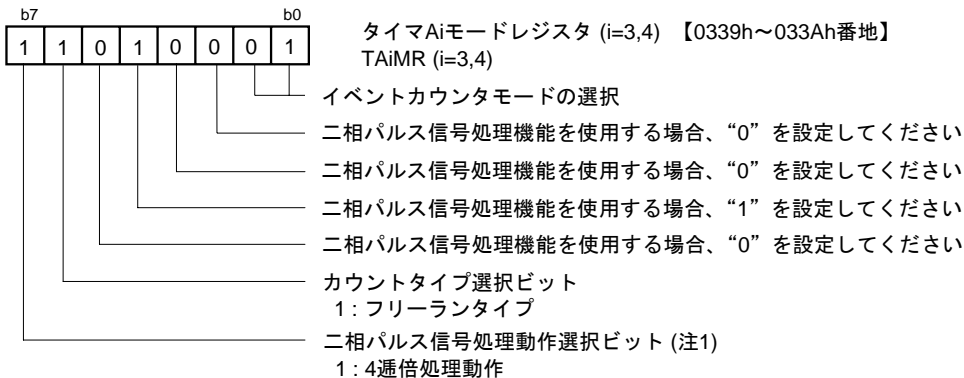 b7 b0
1 1 0 1 0 0 0 1
タイマAiモードレジスタ (i=3,4) 【0339h～033Ah番地】
TAiMR (i=3,4)
イベントカウンタモードの選択
二相パルス信号処理機能を使用する場合、“0” を設定してください
二相パルス信号処理機能を使用する場合、“0” を設定してください
二相パルス信号処理機能を使用する場合、“1” を設定してください
二相パルス信号処理機能を使用する場合、“0” を設定してください
カウントタイプ選択ビット
1 : フリーランタイプ
二相パルス信号処理動作選択ビット (注1)
1 : 4逓倍処理動作